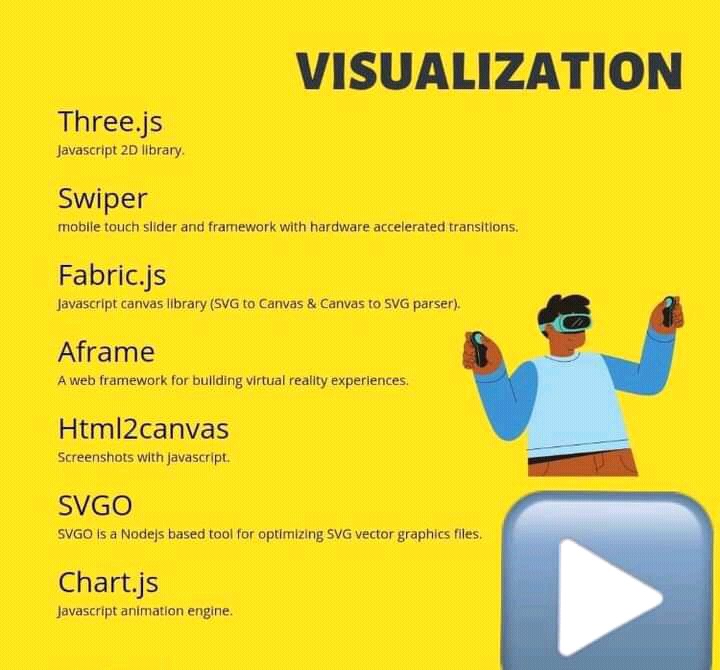 VISUALIZATION
Three.js
Javascript 2D library.
Swiper
mobile touch slider and framework with hardware accelerated transitions.
Fabric.js
Javascript canvas library (SVG to Canvas & Canvas to SVG parser).
Aframe
A web framework for building virtual reality experiences.
Html2canvas
Screenshots with javascript.
SVGO
SVGO is a Nodejs based tool for optimizing SVG vector graphics files.
Chart.js
Javascript animation engine.